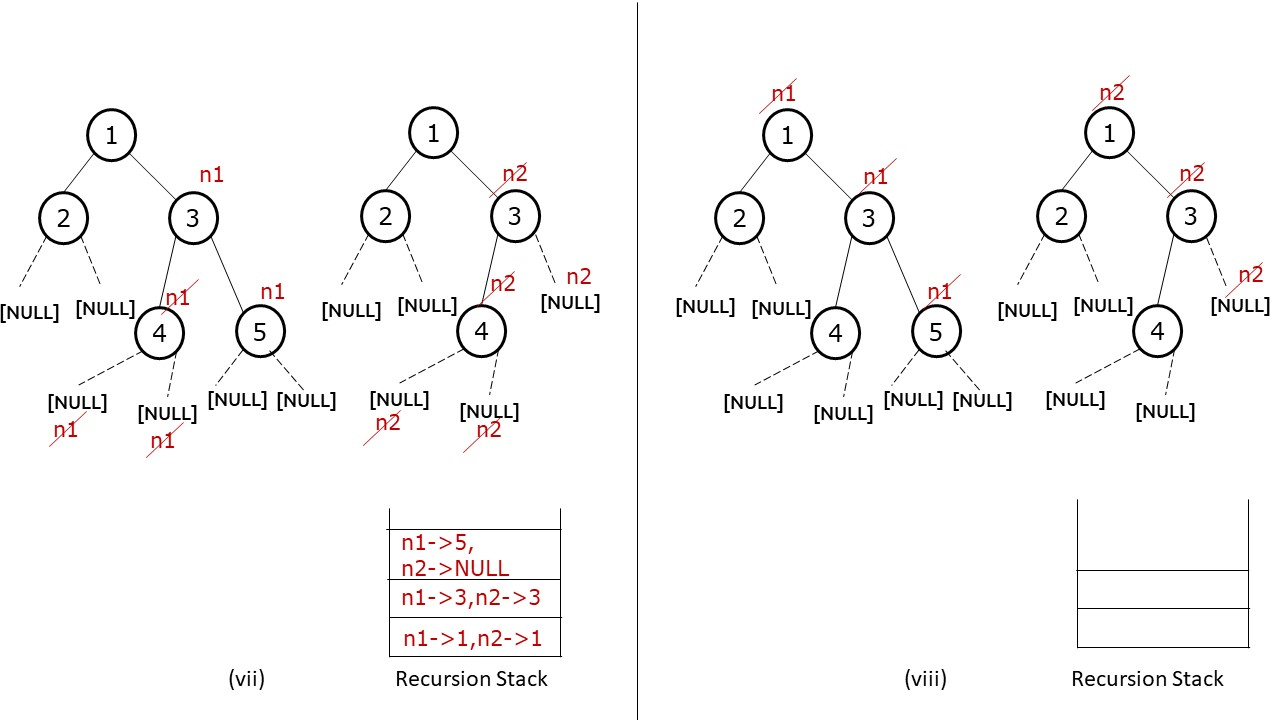 1
n1
2
3
n1
n1
[NULL]
[NULL]
4
5
[NULL]
[NULL]
[NULL]
[NULL]
n1
n1
1
n2
2
3
n2
n2
[NULL]
[NULL]
[NULL]
4
[NULL]
[NULL]
n2
n2
n1->5,
n2->NULL
n1->3,n2->3
n1->1,n2->1
(vii)
Recursion Stack
n1
1
n1
2
3
n1
[NULL]
[NULL]
4
5
[NULL]
[NULL]
[NULL]
[NULL]
n2
1
n2
2
3
n2
[NULL]
[NULL]
[NULL]
4
[NULL]
[NULL]
(viii)
Recursion Stack